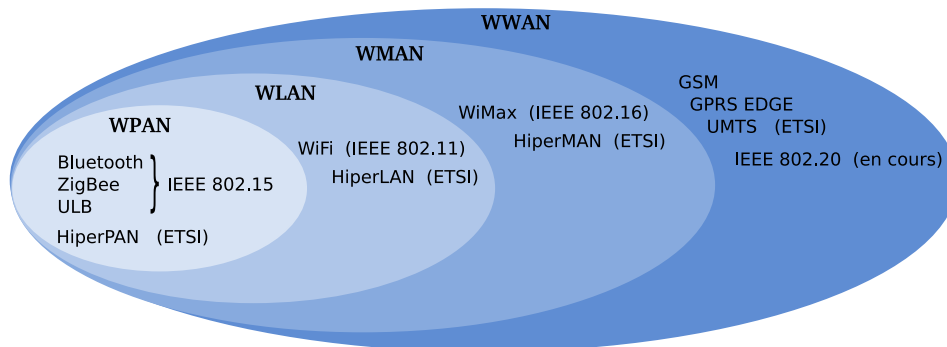 WWAN
WMAN
WLAN
WPAN
GSM
GPRS EDGE
UMTS (ETSI)
IEEE 802.20 (en cours)
WiMax (IEEE 802.16)
HiperMAN (ETSI)
WiFi (IEEE 802.11)
HiperLAN (ETSI)
Bluetooth
ZigBee
ULB
} IEEE 802.15
HiperPAN (ETSI)